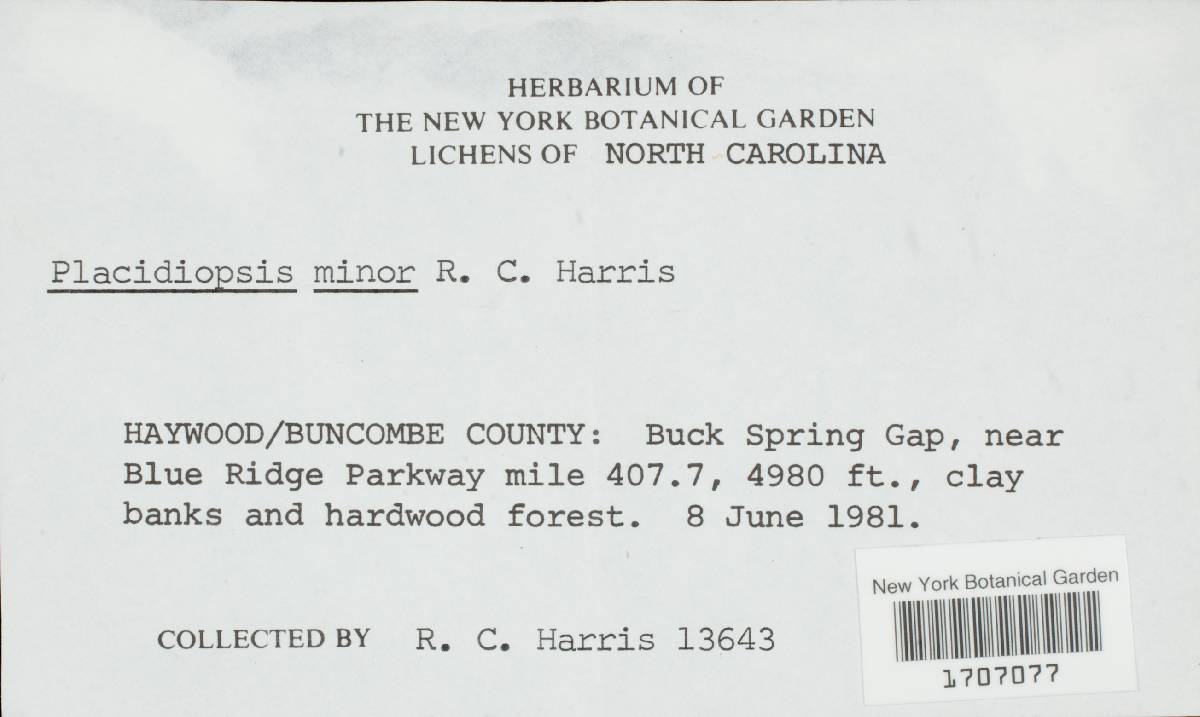 HERBARIUM OF
THE NEW YORK BOTANICAL GARDEN
LICHENS OF NORTH CAROLINA
Placidiopsis minor R. C. Harris
HAYWOOD/BUNCOMBE COUNTY: Buck Spring Gap, near
Blue Ridge Parkway mile 407.7, 4980 ft., clay
banks and hardwood forest. 8 June 1981.
COLLECTED BY R. C. Harris 13643
New York Botanical Garden
1707077